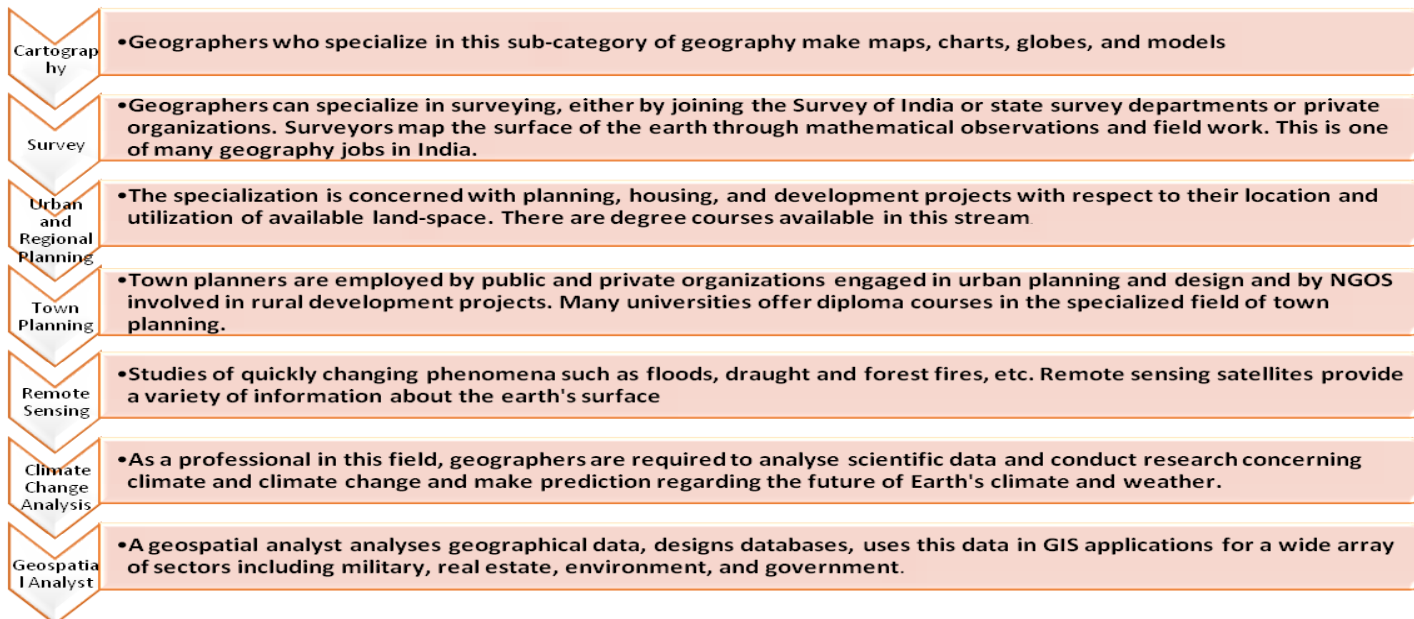 Cartograp
hy
•Geographers who specialize in this sub-category of geography make maps, charts, globes, and models
Survey
•Geographers can specialize in surveying, either by joining the Survey of India or state survey departments or private
organizations. Surveyors map the surface of the earth through mathematical observations and field work. This is one
of many geography jobs in India.
Urban
and
Regional
Planning
•The specialization is concerned with planning, housing, and development projects with respect to their location and
utilization of available land-space. There are degree courses available in this stream.
Town
Planning
•Town planners are employed by public and private organizations engaged in urban planning and design and by NGOS
involved in rural development projects. Many universities offer diploma courses in the specialized field of town
planning.
Remote
Sensing
•Studies of quickly changing phenomena such as floods, draught and forest fires, etc. Remote sensing satellites provide
a variety of information about the earth's surface
Climate
Change
Analysis
•As a professional in this field, geographers are required to analyse scientific data and conduct research concerning
climate and climate change and make prediction regarding the future of Earth's climate and weather.
Geospatia
l Analyst
•A geospatial analyst analyses geographical data, designs databases, uses this data in GIS applications for a wide array
of sectors including military, real estate, environment, and government.